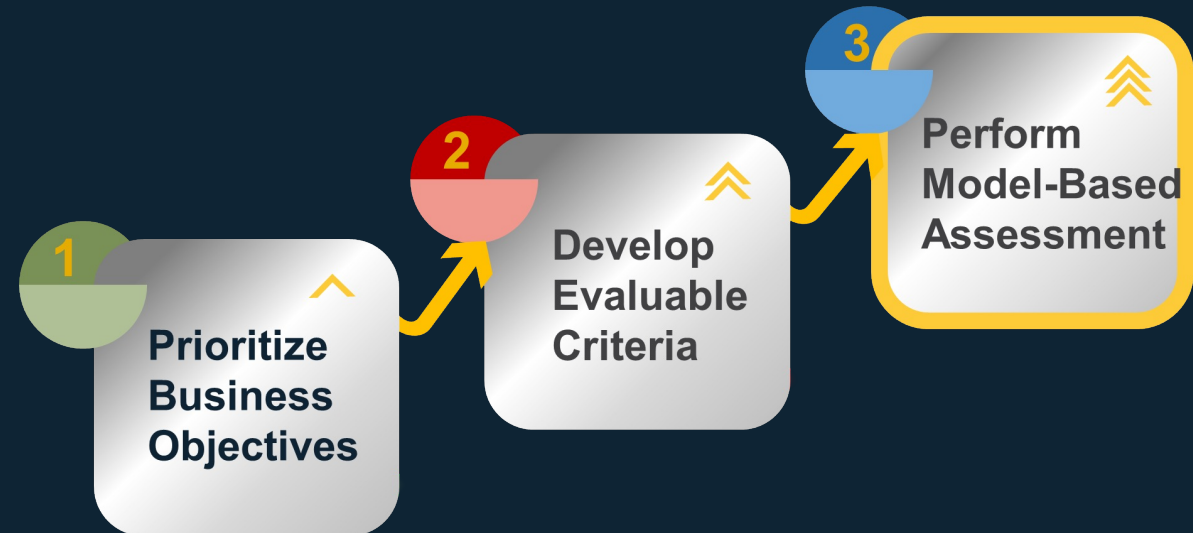 1
Prioritize
Business
Objectives
2
Develop
Evaluable
Criteria
3
Perform
Model-Based
Assessment